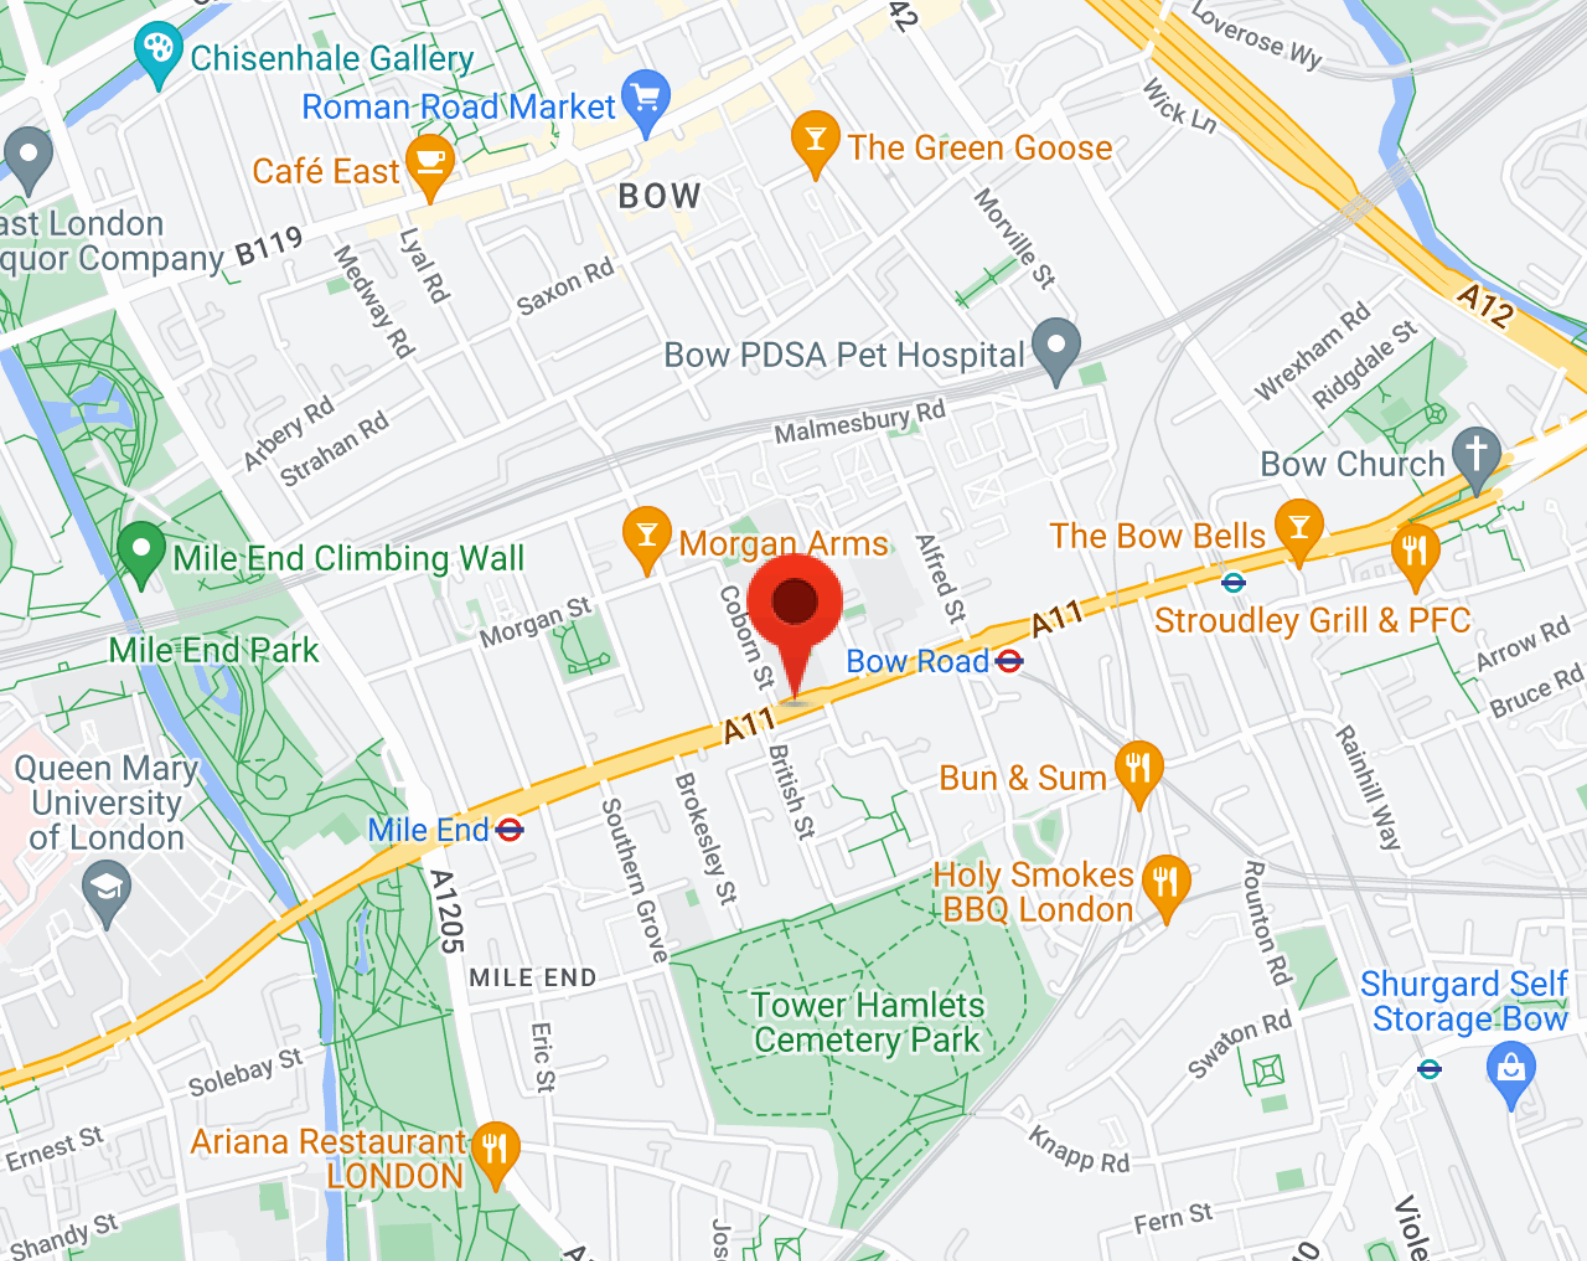 42
Loverose Wy
Chisenhale Gallery
Roman Road Market
Wick Ln
The Green Goose
Café East
BOW
ast London
quor Company
B119
Lyal Rd
Medway Rd
Saxon Rd
Morville St
A12
Bow PDSA Pet Hospital
Wrexham Rd
Ridgdale St
Malmesbury Rd
Arbery Rd
Strahan Rd
Bow Church
Morgan Arms
The Bow Bells
Mile End Climbing Wall
Alfred St
Coborn St
Morgan St
A11
Stroudley Grill & PFC
Mile End Park
Bow Road
Arrow Rd
Bruce Rd
A11
Queen Mary
University
of London
British St
Brokesley St
Bun & Sum
Rainhill Way
Mile End
Southern Grove
A1205
Holy Smokes
BBQ London
Rounton Rd
MILE END
Shurgard Self
Storage Bow
Tower Hamlets
Cemetery Park
Eric St
Swaton Rd
Solebay St
Ernest St
Ariana Restaurant
LONDON
Knapp Rd
Fern St
Shandy St
Jos
Viole